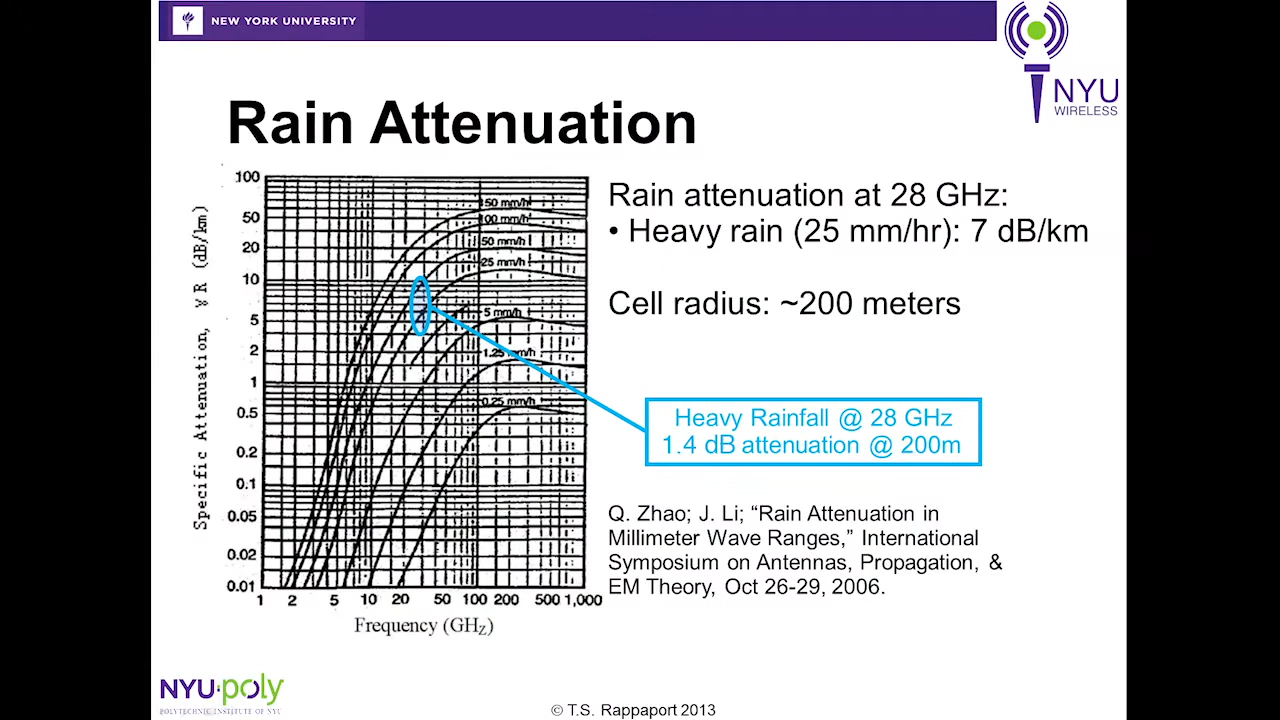 NEW YORK UNIVERSITY
NYU
WIRELESS
Rain Attenuation
Rain attenuation at 28 GHz:
• Heavy rain (25 mm/hr): 7 dB/km
Cell radius: ~200 meters
Heavy Rainfall @ 28 GHz
1.4 dB attenuation @ 200m
Q. Zhao; J. Li; “Rain Attenuation in
Millimeter Wave Ranges,” International
Symposium on Antennas, Propagation, &
EM Theory, Oct 26-29, 2006.
Specific Attenuation, γR (dB/km)
100
50
20
10
5
2
1
0.5
0.2
0.1
0.05
0.02
0.01
150 mm/h
100 mm/h
50 mm/h
25 mm/h
5 mm/h
1.25 mm/h
0.25 mm/h
1 2 5 10 20 50 100 200 500 1,000
Frequency (GHz)
NYU·poly
POLYTECHNIC INSTITUTE OF NYU
© T.S. Rappaport 2013